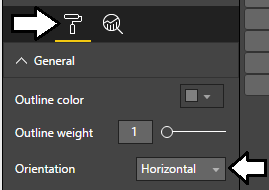 General
Outline color
Outline weight 1
Orientation Horizontal